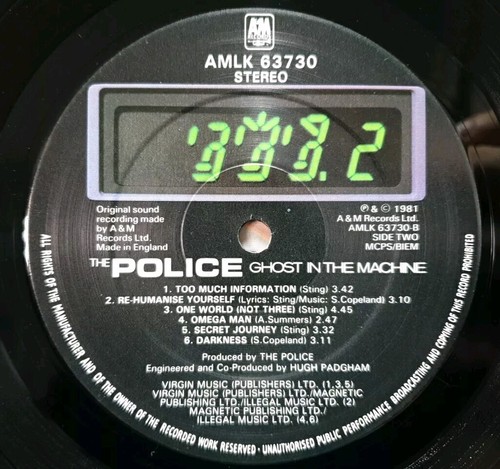 A&M
RECORDS
AMLK 63730
STEREO
.2
Original sound
recording made
by A & M
Records Ltd.
Made in England
℗ & © 1981
A & M Records Ltd.
AMLK 63730-B
SIDE TWO
MCPS/BIEM
THE POLICE GHOST IN THE MACHINE
1. TOO MUCH INFORMATION (Sting) 3.42
2. RE-HUMANISE YOURSELF (Lyrics: Sting/Music: S.Copeland) 3.10
3. ONE WORLD (NOT THREE) (Sting) 4.45
4. OMEGA MAN (A.Summers) 2.47
5. SECRET JOURNEY (Sting) 3.32
6. DARKNESS (S.Copeland) 3.11
Produced by THE POLICE
Engineered and Co-Produced by HUGH PADGHAM
VIRGIN MUSIC (PUBLISHERS) LTD. (1,3,5)
VIRGIN MUSIC (PUBLISHERS) LTD./MAGNETIC
PUBLISHING LTD./ILLEGAL MUSIC LTD. (2)
MAGNETIC PUBLISHING LTD./
ILLEGAL MUSIC LTD. (4,6)
ALL RIGHTS OF THE MANUFACTURER AND OF THE OWNER OF THE RECORDED WORK RESERVED · UNAUTHORISED PUBLIC PERFORMANCE BROADCASTING AND COPYING OF THIS RECORD PROHIBITED